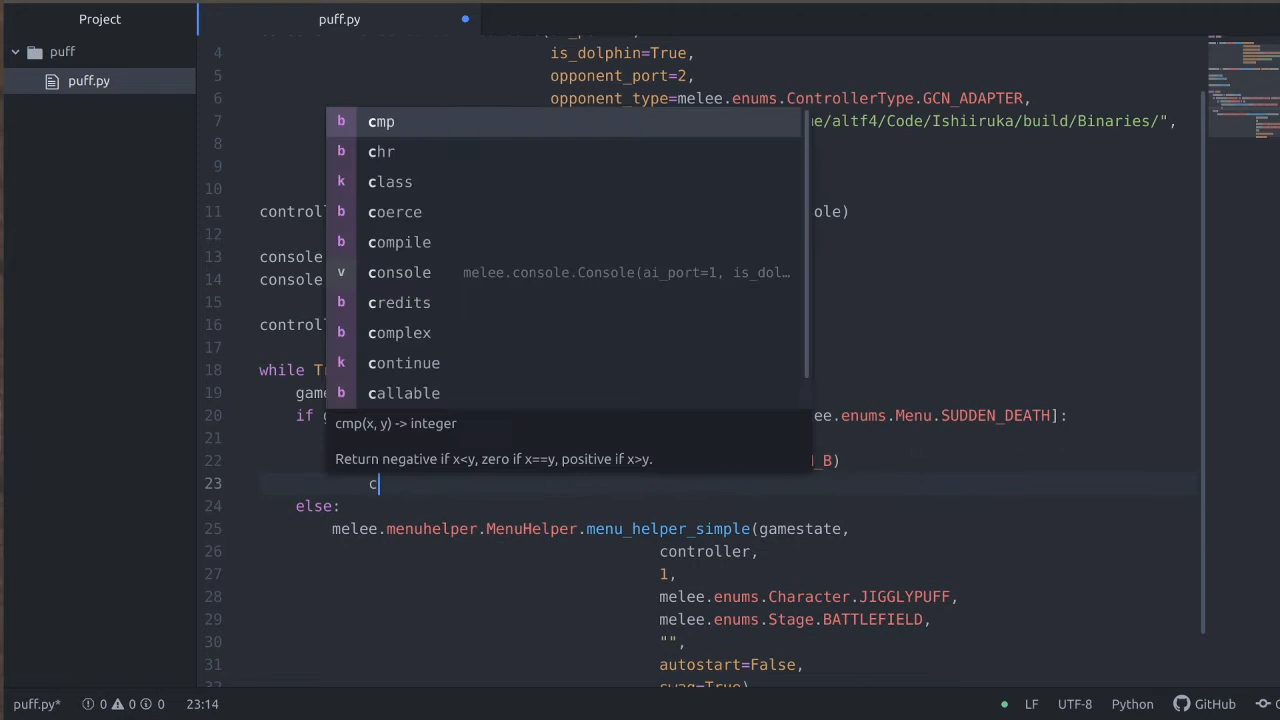 Project
puff.py
puff
puff.py
4 is_dolphin=True,
5 opponent_port=2,
6 opponent_type=melee.enums.ControllerType.GCN_ADAPTER,
7 e/altf4/Code/Ishiiruka/build/Binaries/",
8
9
10
11 control ole)
12
13 console
14 console
15
16 control
17
18 while T
19 game
20 if g ee.enums.Menu.SUDDEN_DEATH]:
21
22 _B)
23 c
24 else:
25 melee.menuhelper.MenuHelper.menu_helper_simple(gamestate,
26 controller,
27 1,
28 melee.enums.Character.JIGGLYPUFF,
29 melee.enums.Stage.BATTLEFIELD,
30 "",
31 autostart=False,
32 swag=True)
b cmp
b chr
k class
b coerce
b compile
v console melee.console.Console(ai_port=1, is_dol…
b credits
b complex
k continue
b callable
cmp(x, y) -> integer
Return negative if x<y, zero if x==y, positive if x>y.
puff.py* 0 0 0 23:14 LF UTF-8 Python GitHub